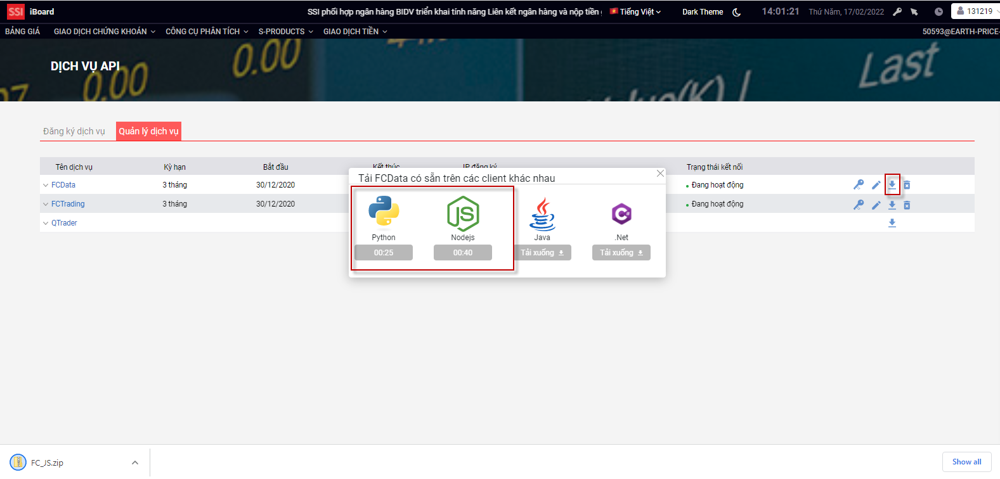 SSI iBoard
SSI phối hợp ngân hàng BIDV triển khai tính năng Liên kết ngân hàng và nộp tiền
Tiếng Việt
Dark Theme
14:01:21
Thứ Năm, 17/02/2022
131219
BẢNG GIÁ
GIAO DỊCH CHỨNG KHOÁN
CÔNG CỤ PHÂN TÍCH
S-PRODUCTS
GIAO DỊCH TIỀN
50593@EARTH-PRICE-
DỊCH VỤ API
0.00
0.00
Last
Đăng ký dịch vụ
Quản lý dịch vụ
Tên dịch vụ Kỳ hạn Bắt đầu Kết thúc IP đăng ký Trạng thái kết nối
FCData 3 tháng 30/12/2020 Đang hoạt động
FCTrading 3 tháng 30/12/2020 Đang hoạt động
QTrader
Tải FCData có sẵn trên các client khác nhau
JS
C#
Python Nodejs Java .Net
00:25 00:40 Tải xuống Tải xuống
FC_JS.zip
Show all